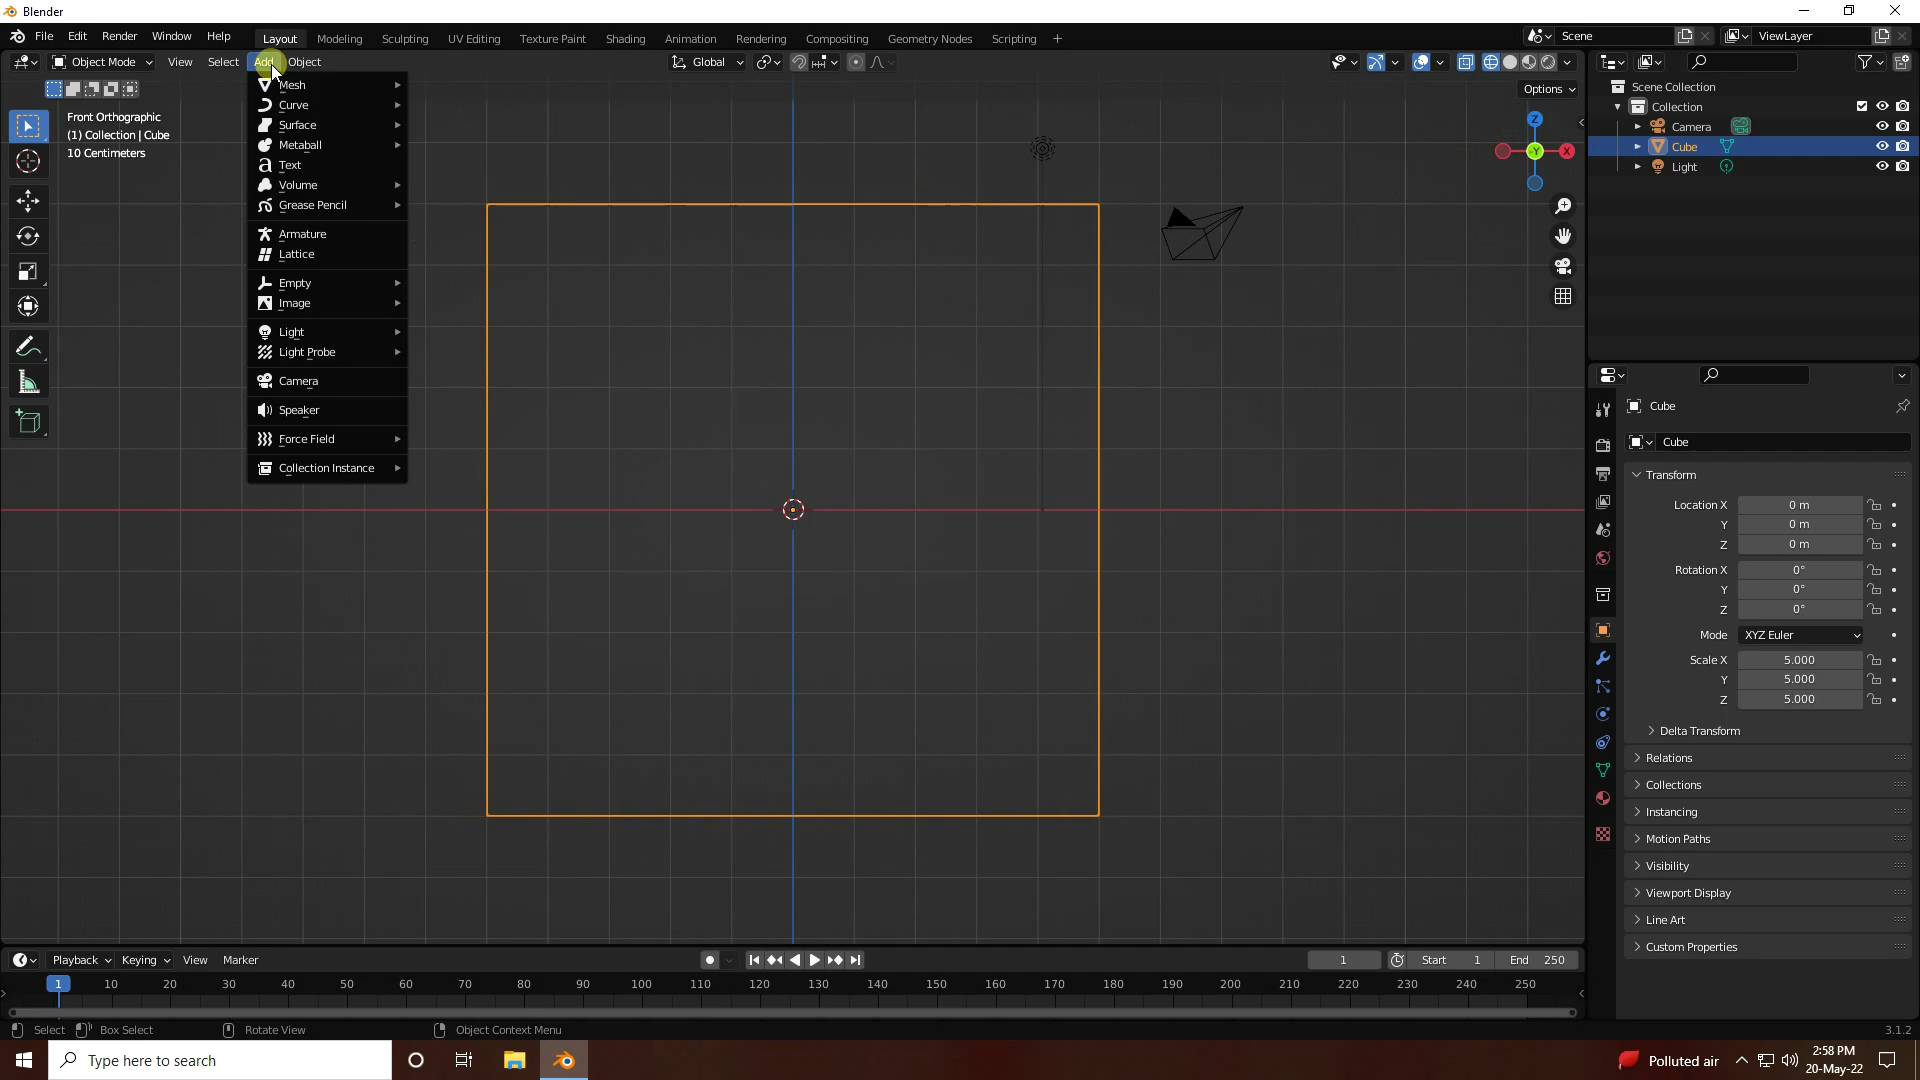 Blender
File Edit Render Window Help Layout Modeling Sculpting UV Editing Texture Paint Shading Animation Rendering Compositing Geometry Nodes Scripting + Scene ViewLayer
Object Mode View Select Add Object Global
Options
Front Orthographic
(1) Collection | Cube
10 Centimeters
Mesh
Curve
Surface
Metaball
Text
Volume
Grease Pencil
Armature
Lattice
Empty
Image
Light
Light Probe
Camera
Speaker
Force Field
Collection Instance
Z
-Y X
Scene Collection
Collection
Camera
Cube
Light
Cube
Cube
Transform
Location X 0 m
Y 0 m
Z 0 m
Rotation X 0°
Y 0°
Z 0°
Mode XYZ Euler
Scale X 5.000
Y 5.000
Z 5.000
Delta Transform
Relations
Collections
Instancing
Motion Paths
Visibility
Viewport Display
Line Art
Custom Properties
Playback Keying View Marker 1 Start 1 End 250
1 10 20 30 40 50 60 70 80 90 100 110 120 130 140 150 160 170 180 190 200 210 220 230 240 250
Select Box Select Rotate View Object Context Menu 3.1.2
Type here to search Polluted air 2:58 PM
20-May-22